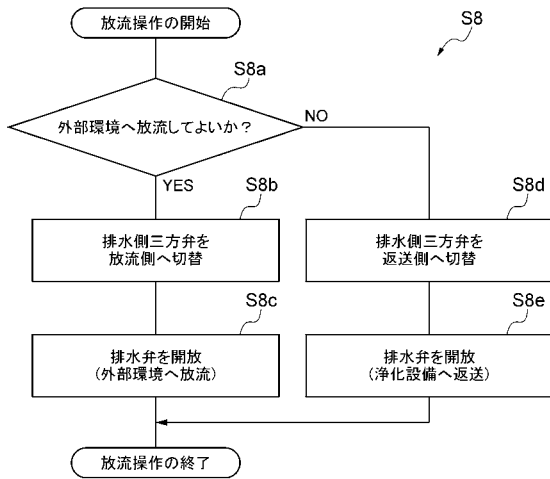 放流操作の開始
S8
S8a
外部環境へ放流してよいか？
NO
YES
S8b
排水側三方弁を
放流側へ切替
S8d
排水側三方弁を
返送側へ切替
S8c
排水弁を開放
(外部環境へ放流)
S8e
排水弁を開放
(浄化設備へ返送)
放流操作の終了